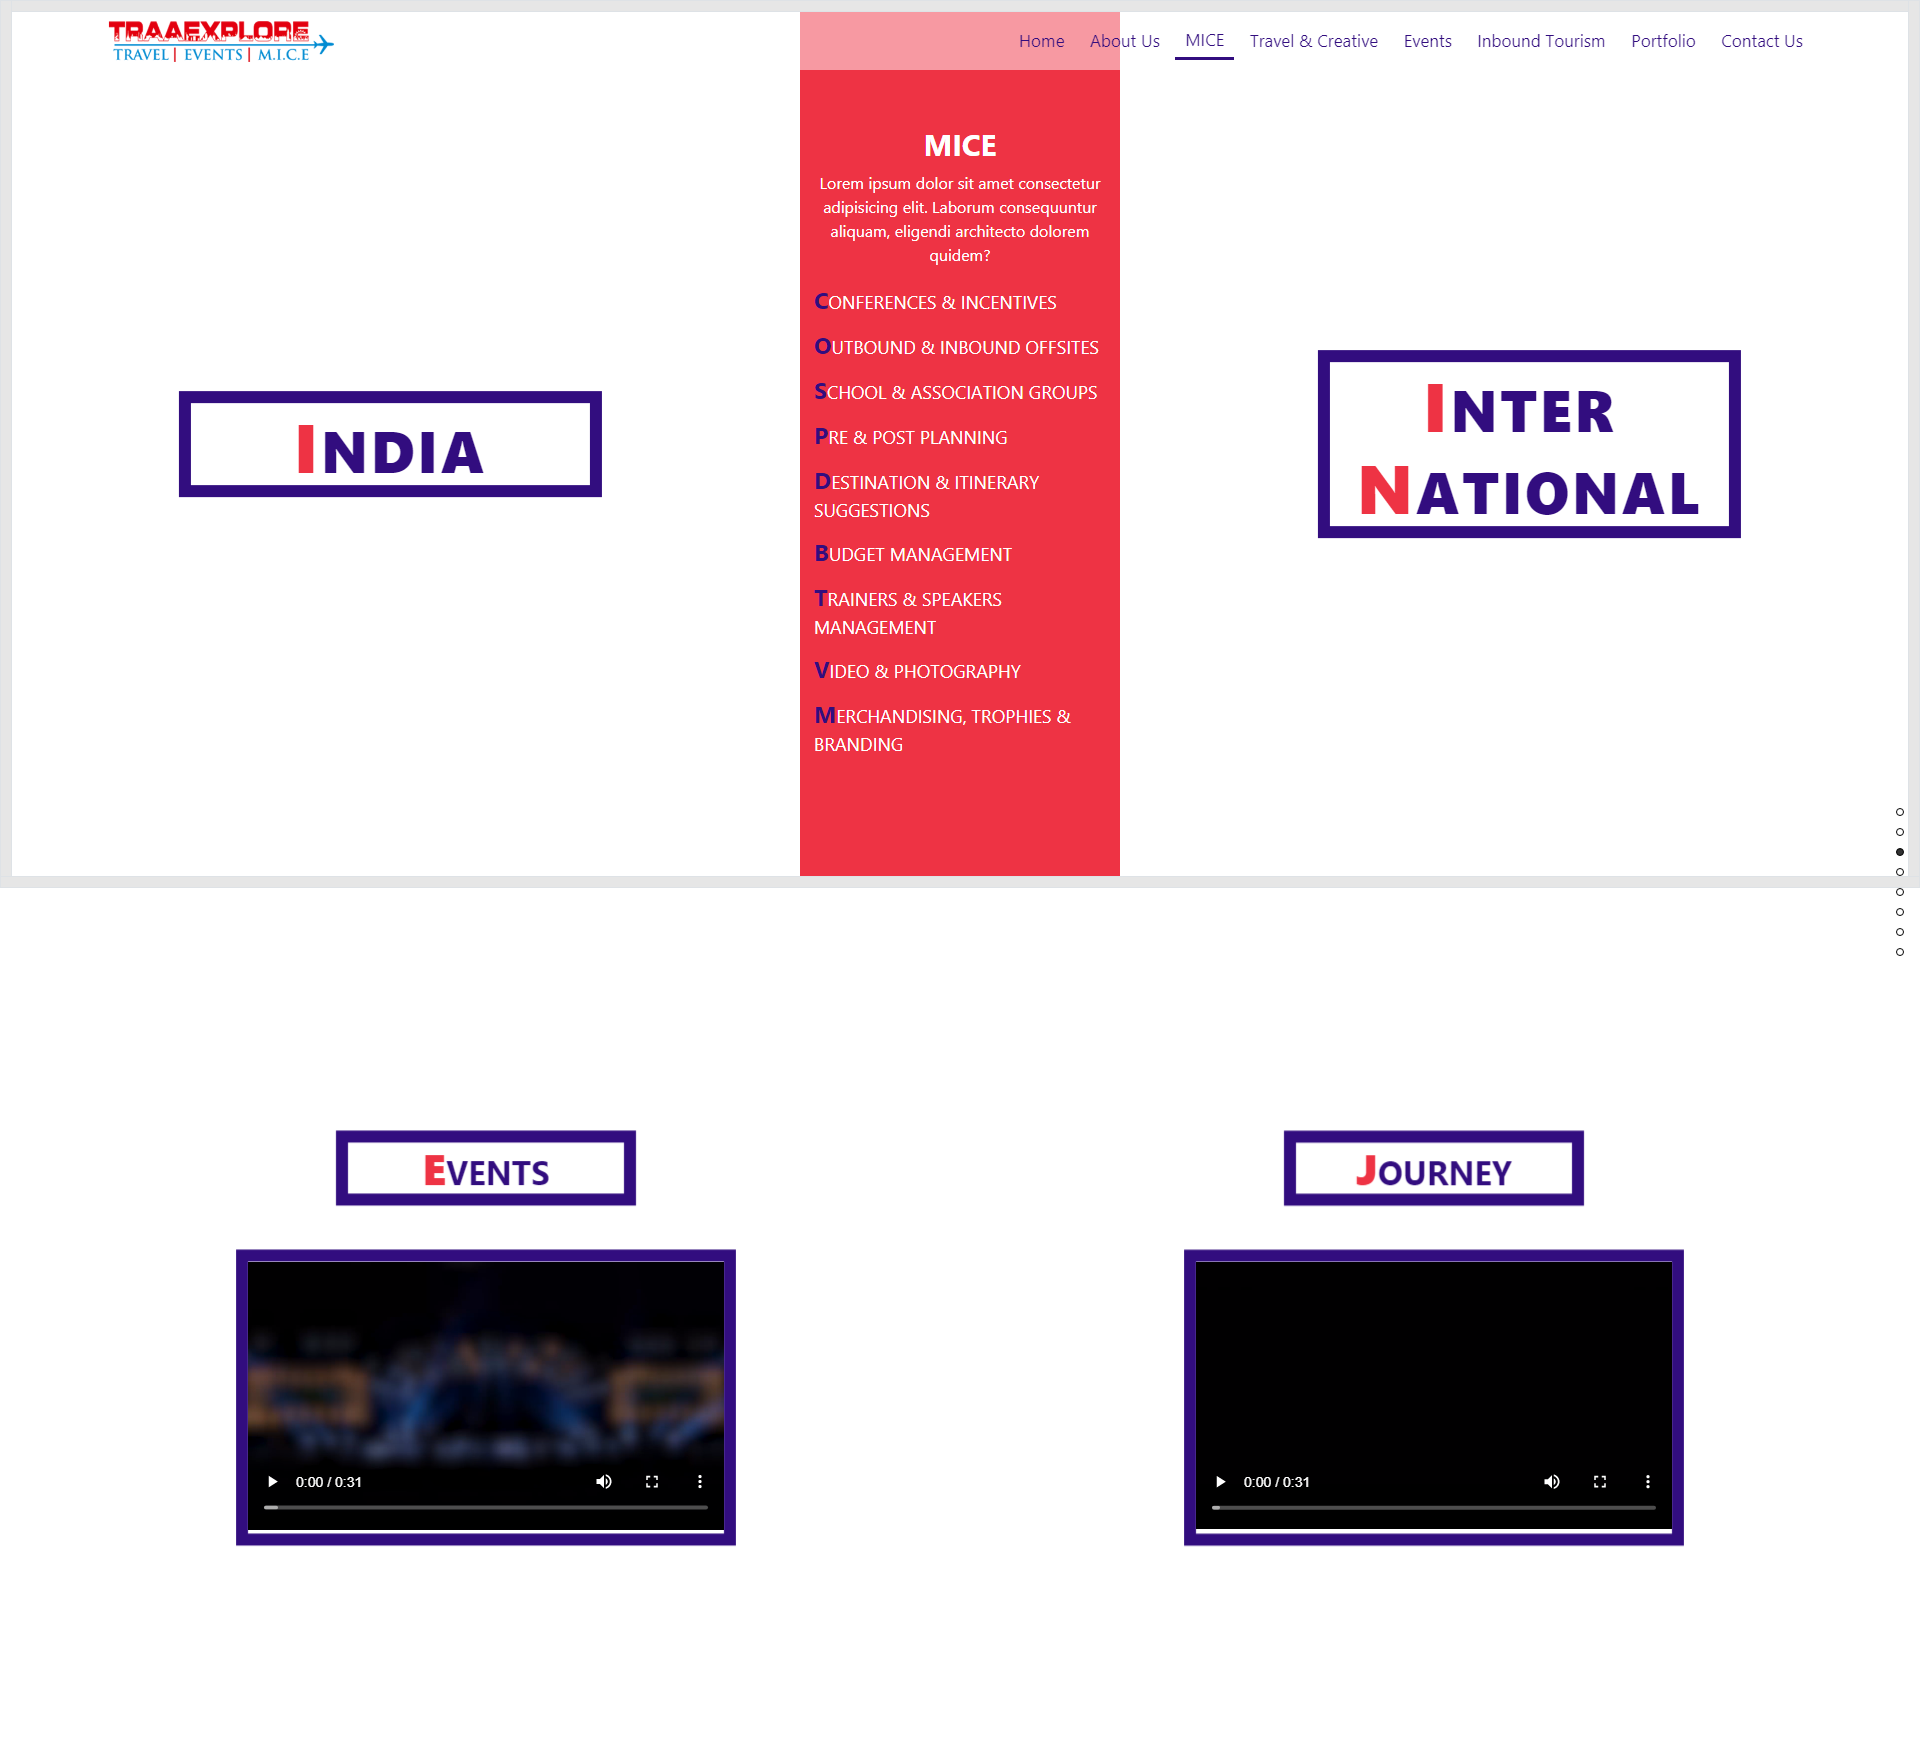 TRAAEXPLORE
TRAVEL | EVENTS | M.I.C.E
Home About Us MICE Travel & Creative Events Inbound Tourism Portfolio Contact Us
MICE
Lorem ipsum dolor sit amet consectetur
adipisicing elit. Laborum consequuntur
aliquam, eligendi architecto dolorem
quidem?
CONFERENCES & INCENTIVES
OUTBOUND & INBOUND OFFSITES
SCHOOL & ASSOCIATION GROUPS
PRE & POST PLANNING
DESTINATION & ITINERARY
SUGGESTIONS
BUDGET MANAGEMENT
TRAINERS & SPEAKERS
MANAGEMENT
VIDEO & PHOTOGRAPHY
MERCHANDISING, TROPHIES &
BRANDING
INDIA
INTER
NATIONAL
EVENTS
0:00 / 0:31
JOURNEY
0:00 / 0:31